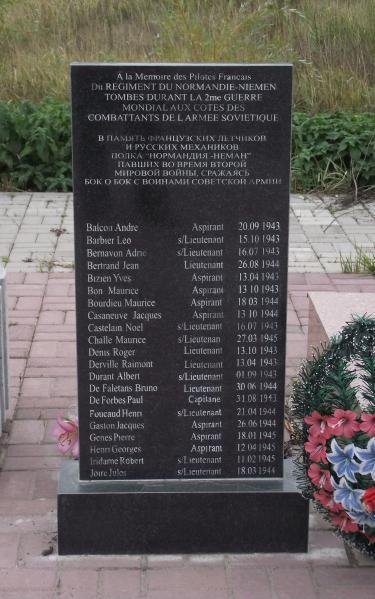 À la Memoire des Pilotes Francais
Du REGIMENT DU NORMANDIE-NIEMEN
TOMBES DURANT LA 2me GUERRE
MONDIAL AUX COTES DES
COMBATTANTS DE L ARMEE SOVIETIQUE
В ПАМЯТЬ ФРАНЦУЗСКИХ ЛЕТЧИКОВ
И РУССКИХ МЕХАНИКОВ
ПОЛКА "НОРМАНДИЯ -НЕМАН"
ПАВШИХ ВО ВРЕМЯ ВТОРОЙ
МИРОВОЙ ВОЙНЫ, СРАЖАЯСЬ
БОК О БОК С ВОИНАМИ СОВЕТСКОЙ АРМИИ
Balcou Andre Aspirant 20.09 1943
Barbier Leo s/Lieutenant 15.10 1943
Bernavon Adrie s/Lieutenant 16.07 1943
Bertrand Jean Lieutenant 26.08 1944
Bizien Yves Aspirant 13.04 1943
Bon Maurice Aspirant 13.10 1943
Bourdieu Maurice Aspirant 18.03 1944
Casaneuve Jacques Aspirant 13.10 1944
Castelain Noel s/Lieutenant 16.07 1943
Challe Maurice s/Lieutenan 27.03 1945
Denis Roger Lieutenant 13.10 1943
Derville Raimont Lieutenant 13.04 1943
Durant Albert s/Lieutenant 01.09 1943
De Faletans Bruno Lieutenant 30.06 1944
De Forbes Paul Capitane 31.08 1943
Foucaud Henri s/Lieutenant 21.04 1944
Gaston Jacques Aspirant 26.06 1944
Genes Pierre Aspirant 18.01 1945
Henri Georges Aspirant 12.04 1945
Iridame Robert s/Lieutenant 11.02 1945
Joire Jules s/Lieutenant 18.03 1944